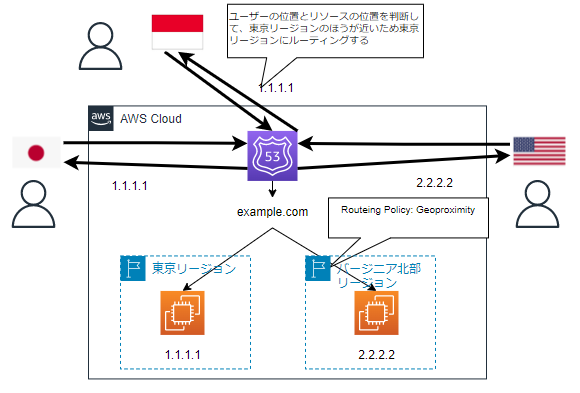 ユーザーの位置とリソースの位置を判断し
て、東京リージョンのほうが近いため東京
リージョンにルーティングする
1.1.1.1
aws
AWS Cloud
53
1.1.1.1
2.2.2.2
example.com
Routeing Policy: Geoproximity
東京リージョン
バージニア北部
リージョン
1.1.1.1
2.2.2.2